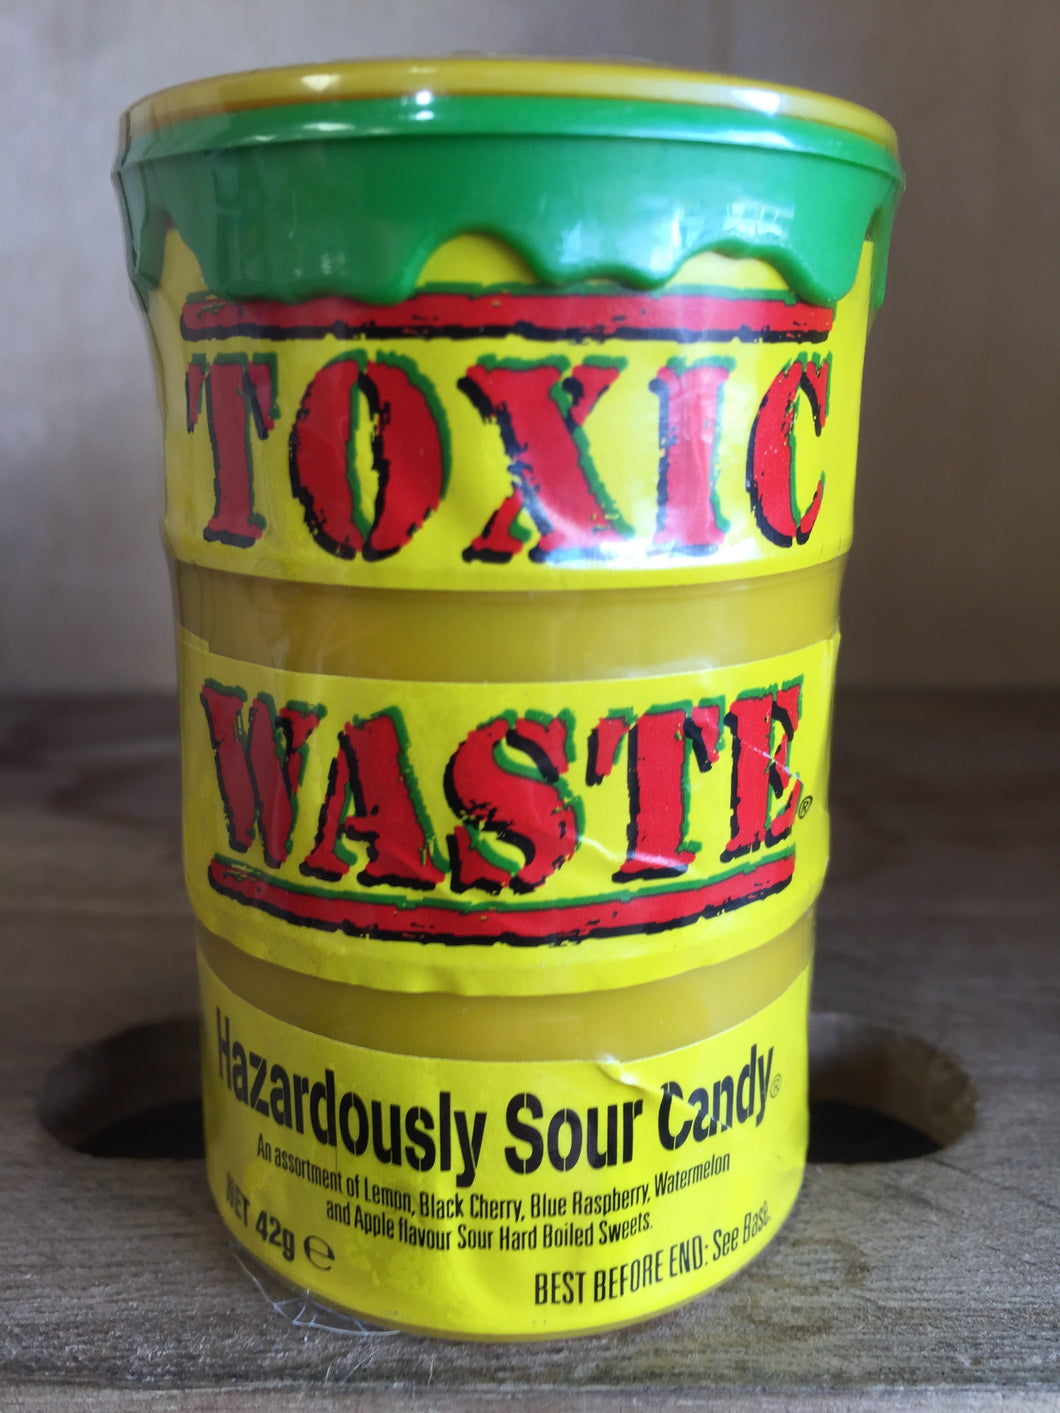 TOXIC
WASTE®
Hazardously Sour Candy®
An assortment of Lemon, Black Cherry, Blue Raspberry, Watermelon
and Apple flavour Sour Hard Boiled Sweets.
NET 42g ℮
BEST BEFORE END: See Base.